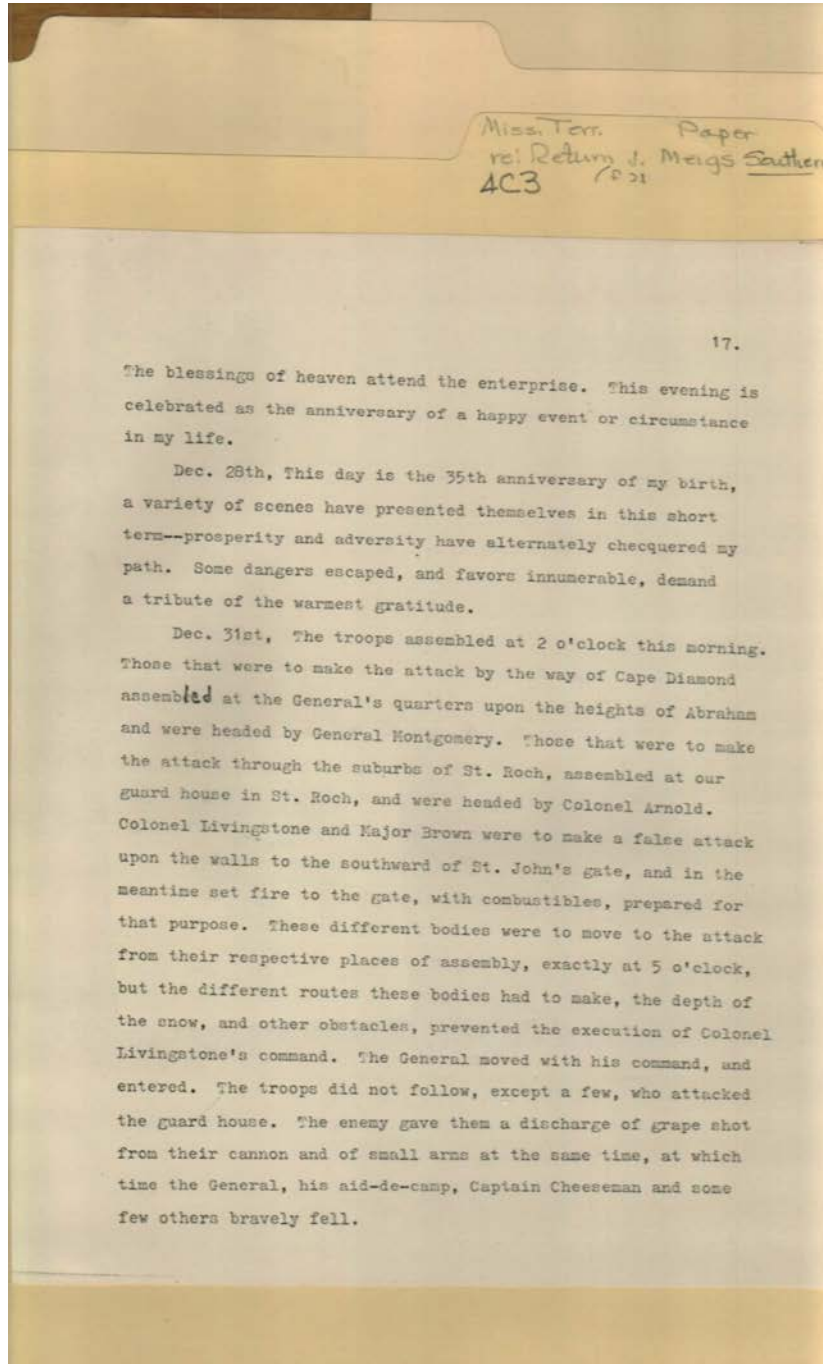 Miss. Terr. Paper
re: Return J. Meigs Southern
4C3
17.
The blessings of heaven attend the enterprise. This evening is
celebrated as the anniversary of a happy event or circumstance
in my life.
Dec. 28th, This day is the 35th anniversary of my birth,
a variety of scenes have presented themselves in this short
term--prosperity and adversity have alternately checquered my
path. Some dangers escaped, and favors innumerable, demand
a tribute of the warmest gratitude.
Dec. 31st, The troops assembled at 2 o'clock this morning.
Those that were to make the attack by the way of Cape Diamond
assembled at the General's quarters upon the heights of Abraham
and were headed by General Montgomery. Those that were to make
the attack through the suburbs of St. Roch, assembled at our
guard house in St. Roch, and were headed by Colonel Arnold.
Colonel Livingstone and Major Brown were to make a false attack
upon the walls to the southward of St. John's gate, and in the
meantime set fire to the gate, with combustibles, prepared for
that purpose. These different bodies were to move to the attack
from their respective places of assembly, exactly at 5 o'clock,
but the different routes these bodies had to make, the depth of
the snow, and other obstacles, prevented the execution of Colonel
Livingstone's command. The General moved with his command, and
entered. The troops did not follow, except a few, who attacked
the guard house. The enemy gave them a discharge of grape shot
from their cannon and of small arms at the same time, at which
time the General, his aid-de-camp, Captain Cheeseman and some
few others bravely fell.